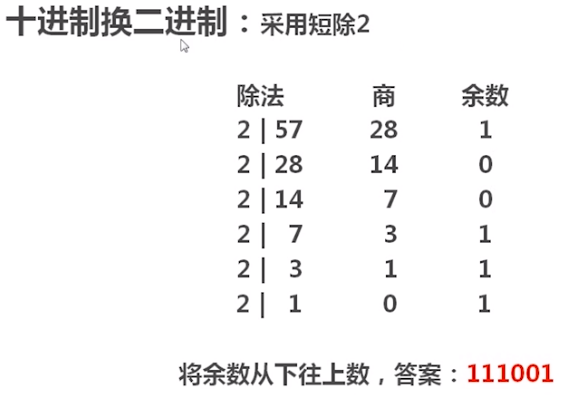 十进制换二进制：采用短除2
除法 商 余数
2 | 57 28 1
2 | 28 14 0
2 | 14 7 0
2 | 7 3 1
2 | 3 1 1
2 | 1 0 1
将余数从下往上数，答案：111001